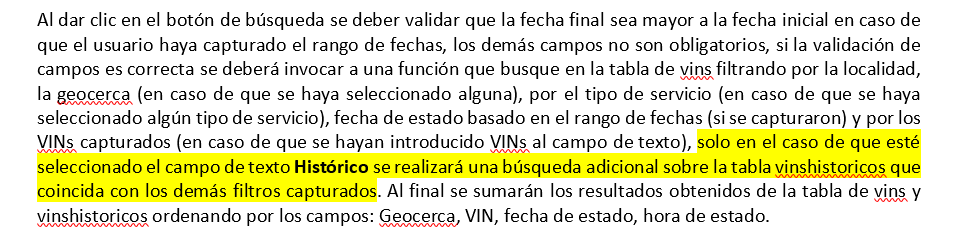 Al dar clic en el botón de búsqueda se deber validar que la fecha final sea mayor a la fecha inicial en caso de
que el usuario haya capturado el rango de fechas, los demás campos no son obligatorios, si la validación de
campos es correcta se deberá invocar a una función que busque en la tabla de vins filtrando por la localidad,
la geocerca (en caso de que se haya seleccionado alguna), por el tipo de servicio (en caso de que se haya
seleccionado algún tipo de servicio), fecha de estado basado en el rango de fechas (si se capturaron) y por los
VINs capturados (en caso de que se hayan introducido VINs al campo de texto), solo en el caso de que esté
seleccionado el campo de texto Histórico se realizará una búsqueda adicional sobre la tabla vinshistoricos que
coincida con los demás filtros capturados. Al final se sumarán los resultados obtenidos de la tabla de vins y
vinshistoricos ordenando por los campos: Geocerca, VIN, fecha de estado, hora de estado.